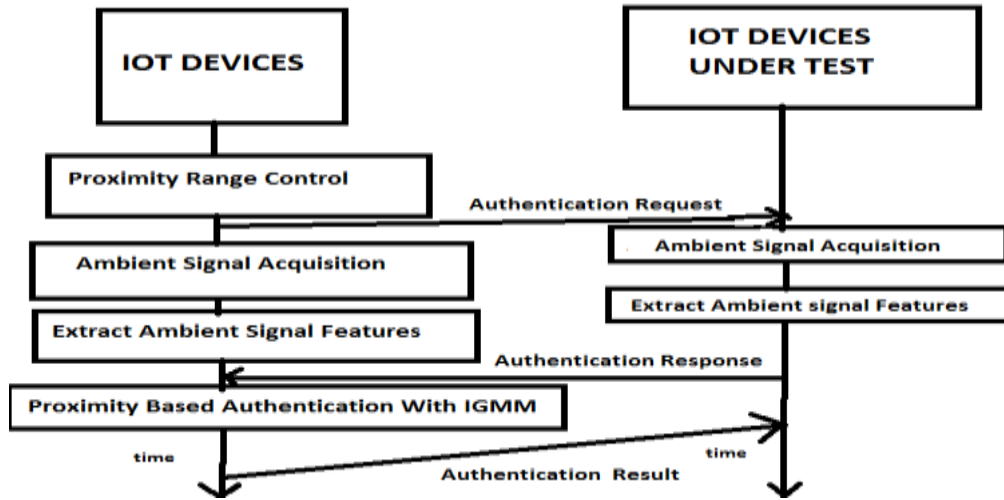 IOT DEVICES
IOT DEVICES
UNDER TEST
Proximity Range Control
Authentication Request
Ambient Signal Acquisition
Ambient Signal Acquisition
Extract Ambient signal Features
Extract Ambient Signal Features
Authentication Response
Proximity Based Authentication With IGMM
time
time
Authentication Result